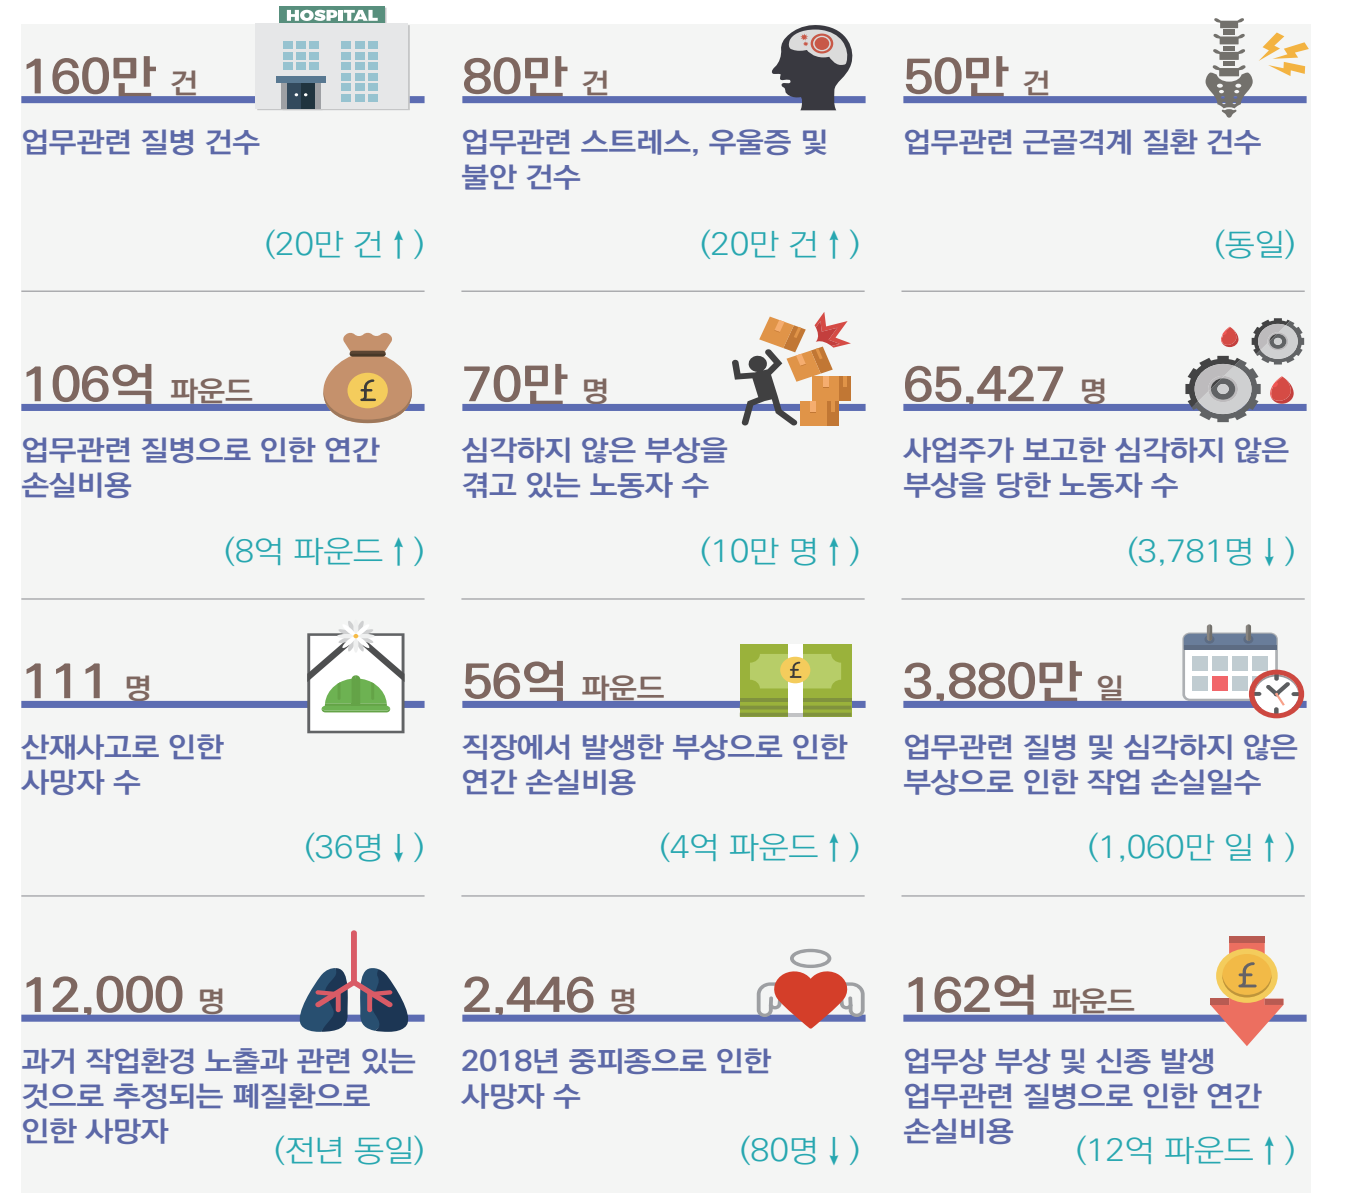 HOSPITAL
160만 건
업무관련 질병 건수
(20만 건↑)
80만 건
업무관련 스트레스, 우울증 및
불안 건수
(20만 건↑)
50만 건
업무관련 근골격계 질환 건수
(동일)
106억 파운드
£
업무관련 질병으로 인한 연간
손실비용
(8억 파운드↑)
70만 명
심각하지 않은 부상을
겪고 있는 노동자 수
(10만 명↑)
65,427 명
사업주가 보고한 심각하지 않은
부상을 당한 노동자 수
(3,781명↓)
111 명
산재사고로 인한
사망자 수
(36명↓)
56억 파운드
£
직장에서 발생한 부상으로 인한
연간 손실비용
(4억 파운드↑)
3,880만 일
업무관련 질병 및 심각하지 않은
부상으로 인한 작업 손실일수
(1,060만 일↑)
12,000 명
과거 작업환경 노출과 관련 있는
것으로 추정되는 폐질환으로
인한 사망자
(전년 동일)
2,446 명
2018년 중피종으로 인한
사망자 수
(80명↓)
162억 파운드
£
업무상 부상 및 신종 발생
업무관련 질병으로 인한 연간
손실비용
(12억 파운드↑)